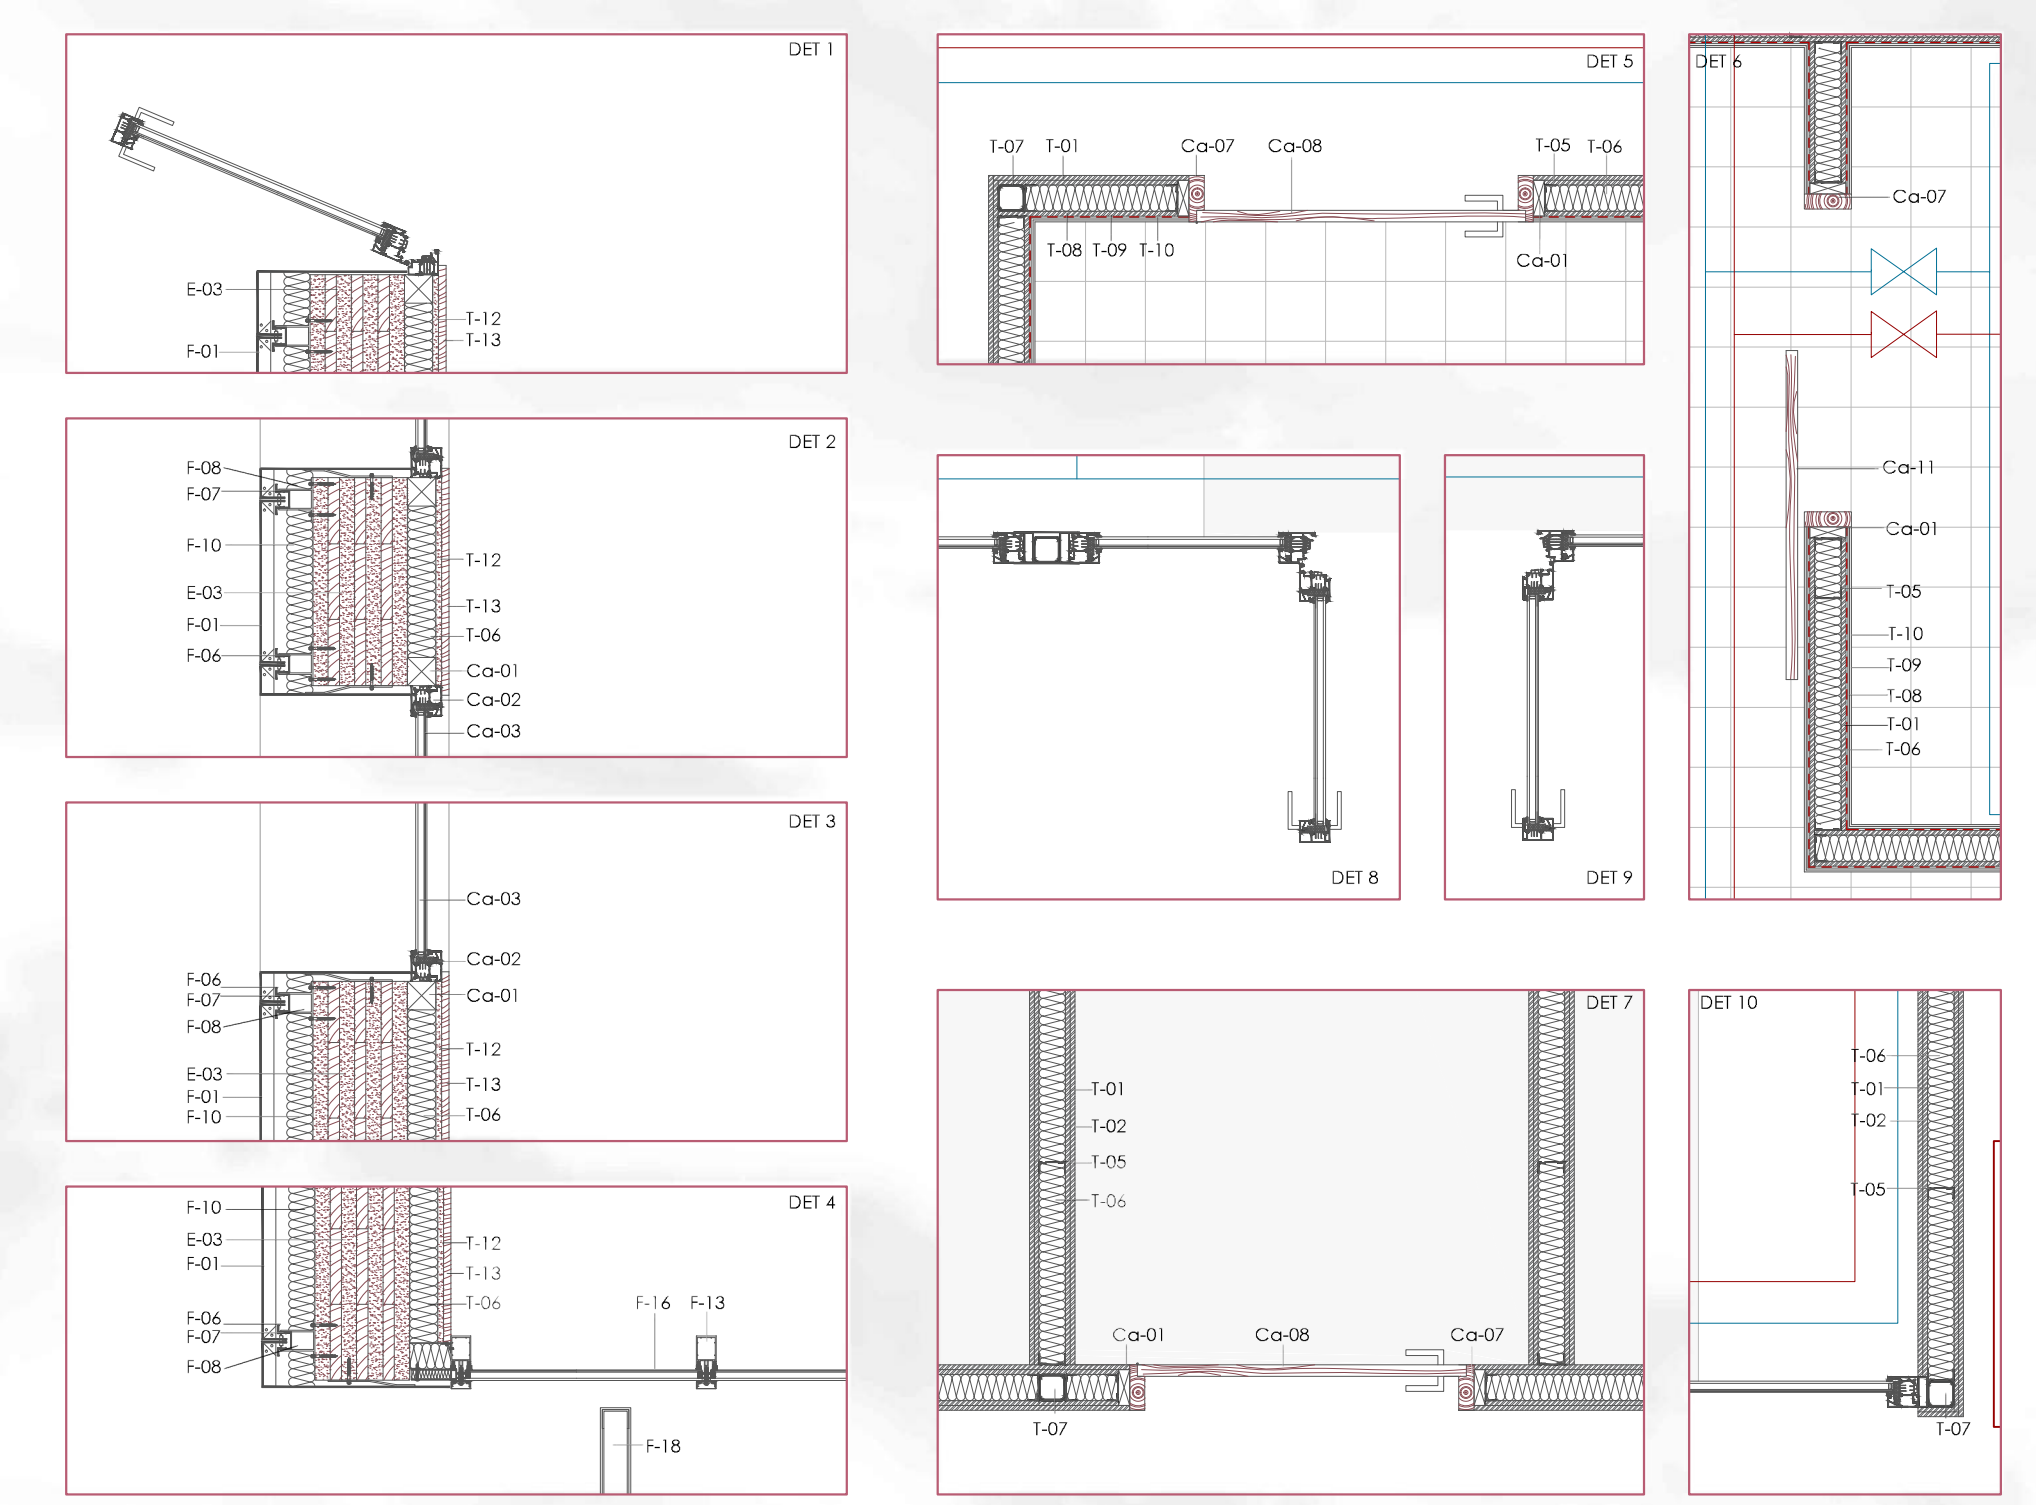 DET 1
E-03
F-01
T-12
T-13
DET 2
F-08
F-07
F-10
E-03
F-01
F-06
T-12
T-13
T-06
Ca-01
Ca-02
Ca-03
DET 3
Ca-03
Ca-02
Ca-01
F-06
F-07
F-08
E-03
F-01
F-10
T-12
T-13
T-06
DET 4
F-10
E-03
F-01
F-06
F-07
F-08
T-12
T-13
T-06
F-16 F-13
F-18
DET 5
T-07 T-01 Ca-07 Ca-08 T-05 T-06
T-08 T-09 T-10 Ca-01
DET 6
Ca-07
Ca-11
Ca-01
T-05
T-10
T-09
T-08
T-01
T-06
DET 8
DET 9
DET 7
T-01
T-02
T-05
T-06
Ca-01 Ca-08 Ca-07
T-07
DET 10
T-06
T-01
T-02
T-05
T-07